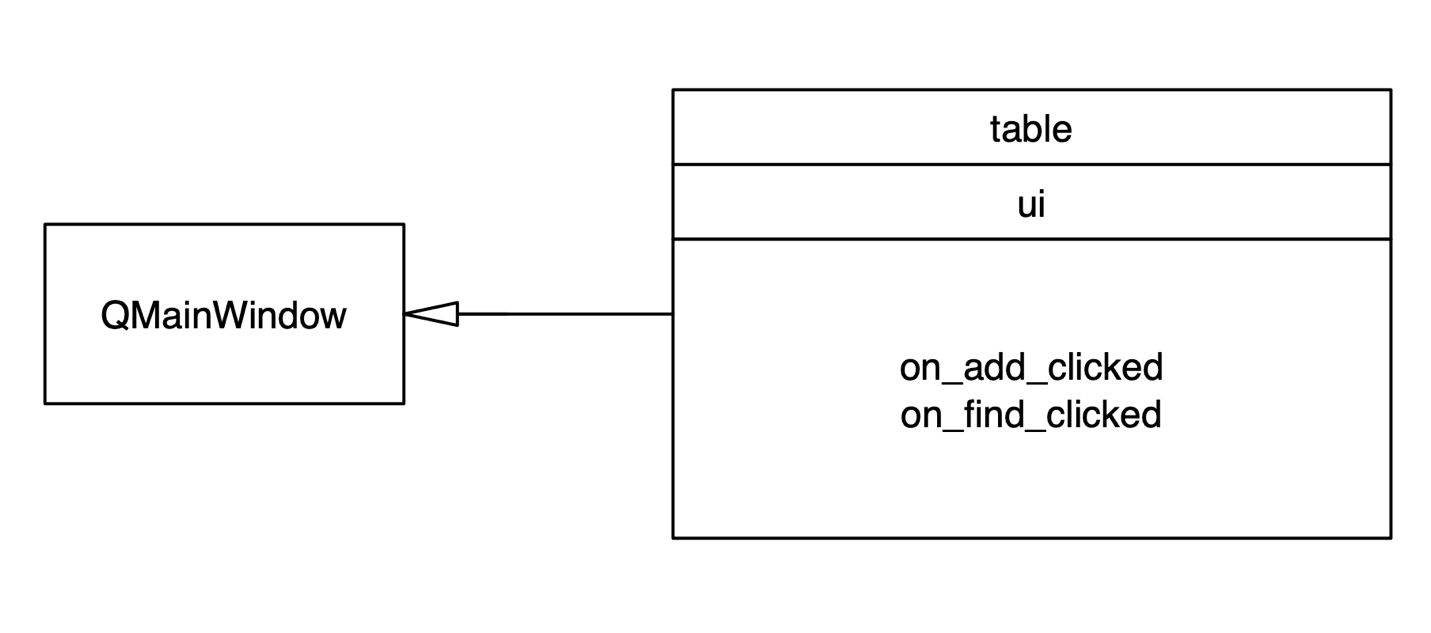 QMainWindow
table
ui
on_add_clicked
on_find_clicked